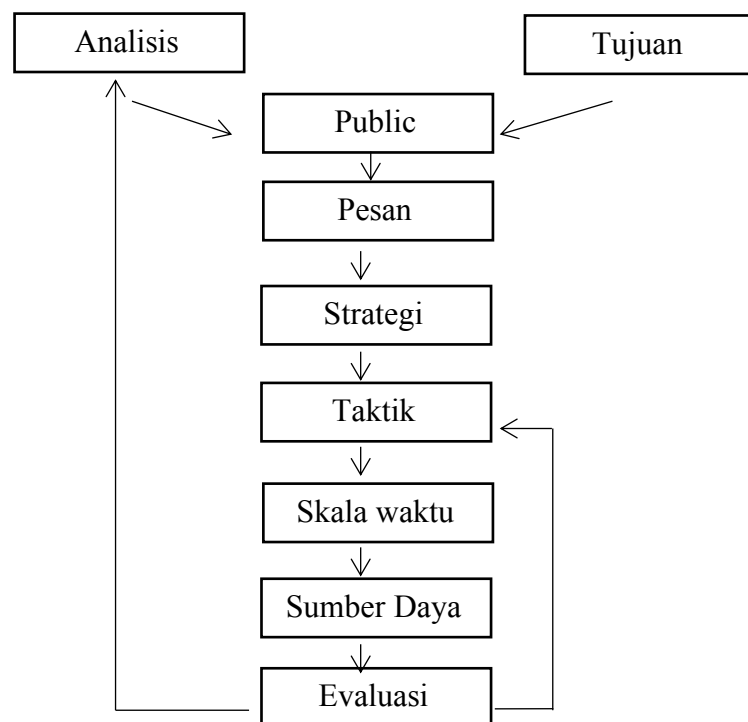 Analisis
Tujuan
Public
Pesan
Strategi
Taktik
Skala waktu
Sumber Daya
Evaluasi